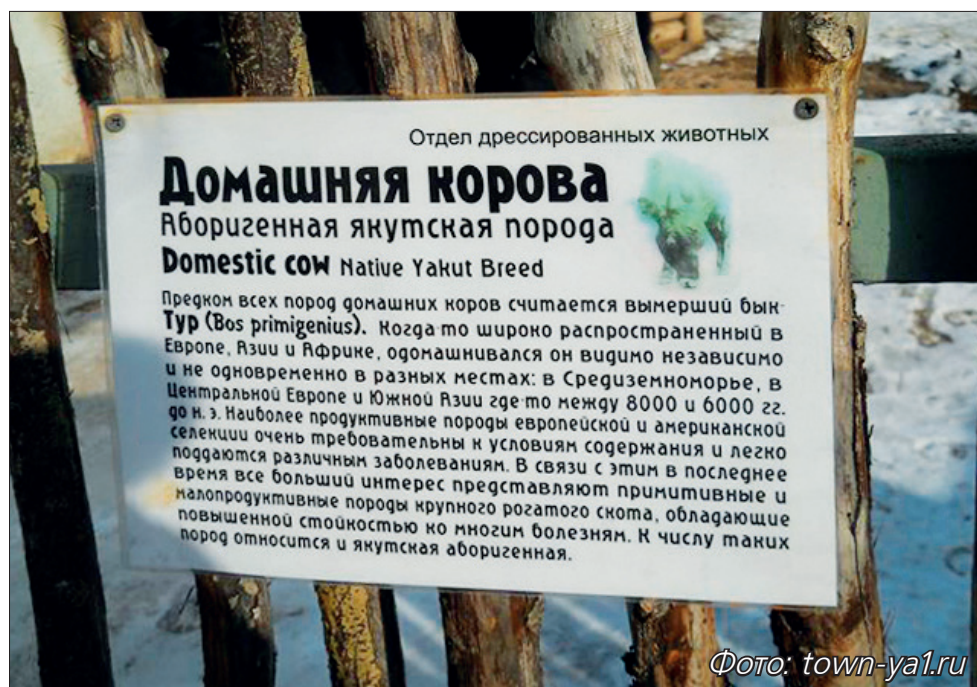 Отдел дрессированных животных
Домашняя корова
Аборигенная якутская порода
Domestic cow Native Yakut Breed
Предком всех пород домашних коров считается вымерший бык-
Тур (Bos primigenius). Когда-то широко распространенный в
Европе, Азии и Африке, одомашнивался он видимо независимо
и не одновременно в разных местах: в Средиземноморье, в
Центральной Европе и Южной Азии где-то между 8000 и 6000 гг.
до н. э. Наиболее продуктивные породы европейской и американской
селекции очень требовательны к условиям содержания и легко
поддаются различным заболеваниям. В связи с этим в последнее
время все больший интерес представляют примитивные и
малопродуктивные породы крупного рогатого скота, обладающие
повышенной стойкостью ко многим болезням. К числу таких
пород относится и якутская аборигенная.
Фото: town-ya1.ru